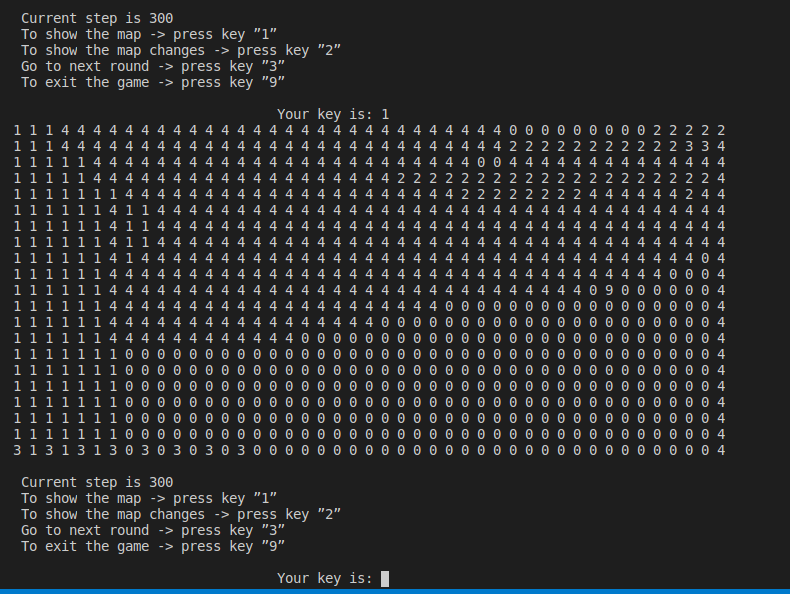 Current step is 300
To show the map -> press key ”1”
To show the map changes -> press key ”2”
Go to next round -> press key ”3”
To exit the game -> press key ”9”
Your key is: 1
1 1 1 4 4 4 4 4 4 4 4 4 4 4 4 4 4 4 4 4 4 4 4 4 4 4 4 4 4 4 4 0 0 0 0 0 0 0 0 0 2 2 2 2 2
1 1 1 4 4 4 4 4 4 4 4 4 4 4 4 4 4 4 4 4 4 4 4 4 4 4 4 4 4 4 4 2 2 2 2 2 2 2 2 2 2 2 3 3 4
1 1 1 1 1 4 4 4 4 4 4 4 4 4 4 4 4 4 4 4 4 4 4 4 4 4 4 4 4 0 0 4 4 4 4 4 4 4 4 4 4 4 4 4 4
1 1 1 1 1 4 4 4 4 4 4 4 4 4 4 4 4 4 4 4 4 4 4 4 2 2 2 2 2 2 2 2 2 2 2 2 2 2 2 2 2 2 2 2 4
1 1 1 1 1 1 1 4 4 4 4 4 4 4 4 4 4 4 4 4 4 4 4 4 4 4 4 4 2 2 2 2 2 2 2 2 4 4 4 4 4 4 2 4 4
1 1 1 1 1 1 4 1 1 4 4 4 4 4 4 4 4 4 4 4 4 4 4 4 4 4 4 4 4 4 4 4 4 4 4 4 4 4 4 4 4 4 4 4 4
1 1 1 1 1 1 4 1 1 4 4 4 4 4 4 4 4 4 4 4 4 4 4 4 4 4 4 4 4 4 4 4 4 4 4 4 4 4 4 4 4 4 4 4 4
1 1 1 1 1 1 4 1 1 4 4 4 4 4 4 4 4 4 4 4 4 4 4 4 4 4 4 4 4 4 4 4 4 4 4 4 4 4 4 4 4 4 4 4 4
1 1 1 1 1 1 4 1 4 4 4 4 4 4 4 4 4 4 4 4 4 4 4 4 4 4 4 4 4 4 4 4 4 4 4 4 4 4 4 4 4 4 4 0 4
1 1 1 1 1 1 4 4 4 4 4 4 4 4 4 4 4 4 4 4 4 4 4 4 4 4 4 4 4 4 4 4 4 4 4 4 4 4 4 4 4 0 0 0 4
1 1 1 1 1 1 4 4 4 4 4 4 4 4 4 4 4 4 4 4 4 4 4 4 4 4 4 4 4 4 4 4 4 4 4 4 0 9 0 0 0 0 0 0 4
1 1 1 1 1 1 4 4 4 4 4 4 4 4 4 4 4 4 4 4 4 4 4 4 4 4 4 0 0 0 0 0 0 0 0 0 0 0 0 0 0 0 0 0 4
1 1 1 1 1 1 4 4 4 4 4 4 4 4 4 4 4 4 4 4 4 4 4 0 0 0 0 0 0 0 0 0 0 0 0 0 0 0 0 0 0 0 0 0 4
1 1 1 1 1 1 4 4 4 4 4 4 4 4 4 4 4 4 0 0 0 0 0 0 0 0 0 0 0 0 0 0 0 0 0 0 0 0 0 0 0 0 0 0 4
1 1 1 1 1 1 1 0 0 0 0 0 0 0 0 0 0 0 0 0 0 0 0 0 0 0 0 0 0 0 0 0 0 0 0 0 0 0 0 0 0 0 0 0 4
1 1 1 1 1 1 1 0 0 0 0 0 0 0 0 0 0 0 0 0 0 0 0 0 0 0 0 0 0 0 0 0 0 0 0 0 0 0 0 0 0 0 0 0 4
1 1 1 1 1 1 1 0 0 0 0 0 0 0 0 0 0 0 0 0 0 0 0 0 0 0 0 0 0 0 0 0 0 0 0 0 0 0 0 0 0 0 0 0 4
1 1 1 1 1 1 1 0 0 0 0 0 0 0 0 0 0 0 0 0 0 0 0 0 0 0 0 0 0 0 0 0 0 0 0 0 0 0 0 0 0 0 0 0 4
1 1 1 1 1 1 1 0 0 0 0 0 0 0 0 0 0 0 0 0 0 0 0 0 0 0 0 0 0 0 0 0 0 0 0 0 0 0 0 0 0 0 0 0 4
1 1 1 1 1 1 1 0 0 0 0 0 0 0 0 0 0 0 0 0 0 0 0 0 0 0 0 0 0 0 0 0 0 0 0 0 0 0 0 0 0 0 0 0 4
3 1 3 1 3 1 3 0 3 0 3 0 3 0 3 0 0 0 0 0 0 0 0 0 0 0 0 0 0 0 0 0 0 0 0 0 0 0 0 0 0 0 0 0 4
Current step is 300
To show the map -> press key ”1”
To show the map changes -> press key ”2”
Go to next round -> press key ”3”
To exit the game -> press key ”9”
Your key is: